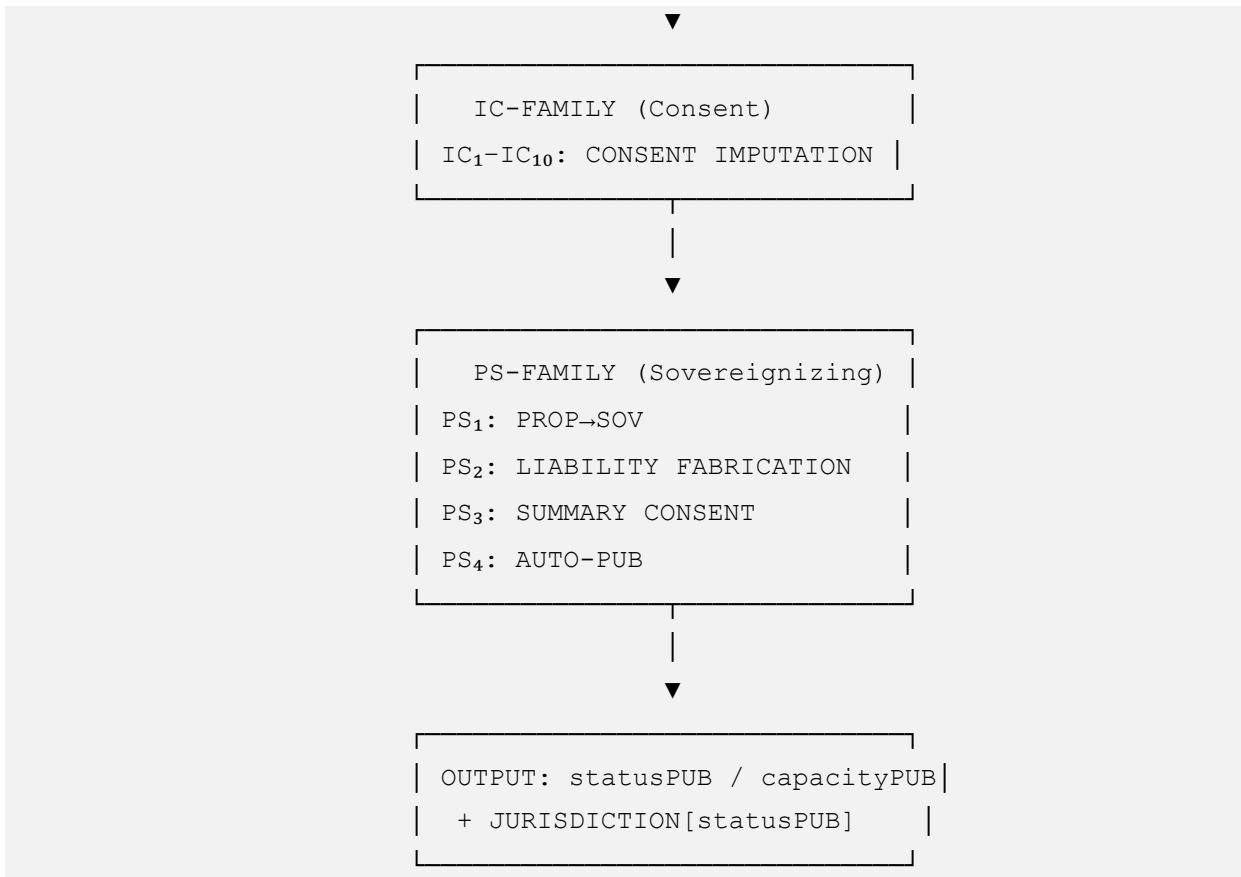 IC-FAMILY (Consent)
IC₁–IC₁₀: CONSENT IMPUTATION
PS-FAMILY (Sovereignizing)
PS₁: PROP→SOV
PS₂: LIABILITY FABRICATION
PS₃: SUMMARY CONSENT
PS₄: AUTO-PUB
OUTPUT: statusPUB / capacityPUB
+ JURISDICTION[statusPUB]